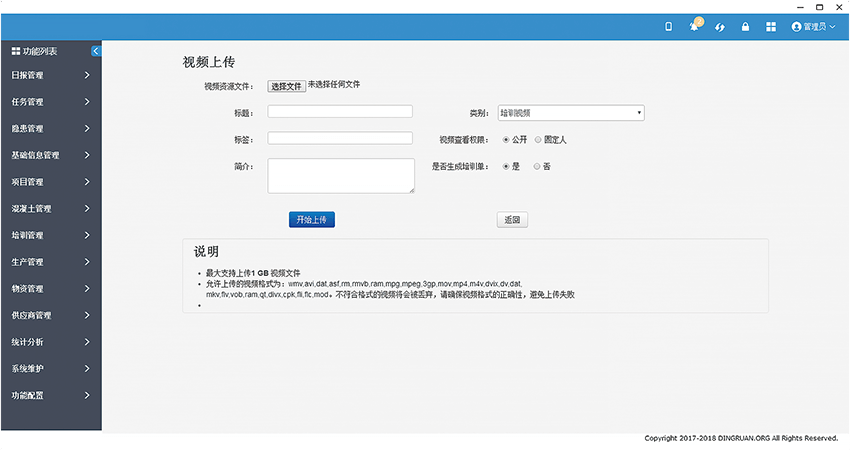 管理员
功能列表
日报管理
任务管理
隐患管理
基础信息管理
项目管理
混凝土管理
培训管理
生产管理
物资管理
供应商管理
统计分析
系统维护
功能配置
视频上传
视频资源文件： 选择文件 未选择任何文件
标题： 类别： 培训视频
标签： 视频查看权限： 公开 固定人
简介： 是否生成培训单： 是 否
开始上传 返回
说明
最大支持上传1 GB 视频文件
允许上传的视频格式为：wmv,avi,dat,asf,rm,rmvb,ram,mpg,mpeg,3gp,mov,mp4,m4v,dvix,dv,dat,
mkv,flv,vob,ram,qt,divx,cpk,fli,flc,mod。不符合格式的视频将会被丢弃，请确保视频格式的正确性，避免上传失败
Copyright 2017-2018 DINGRUAN.ORG All Rights Reserved.